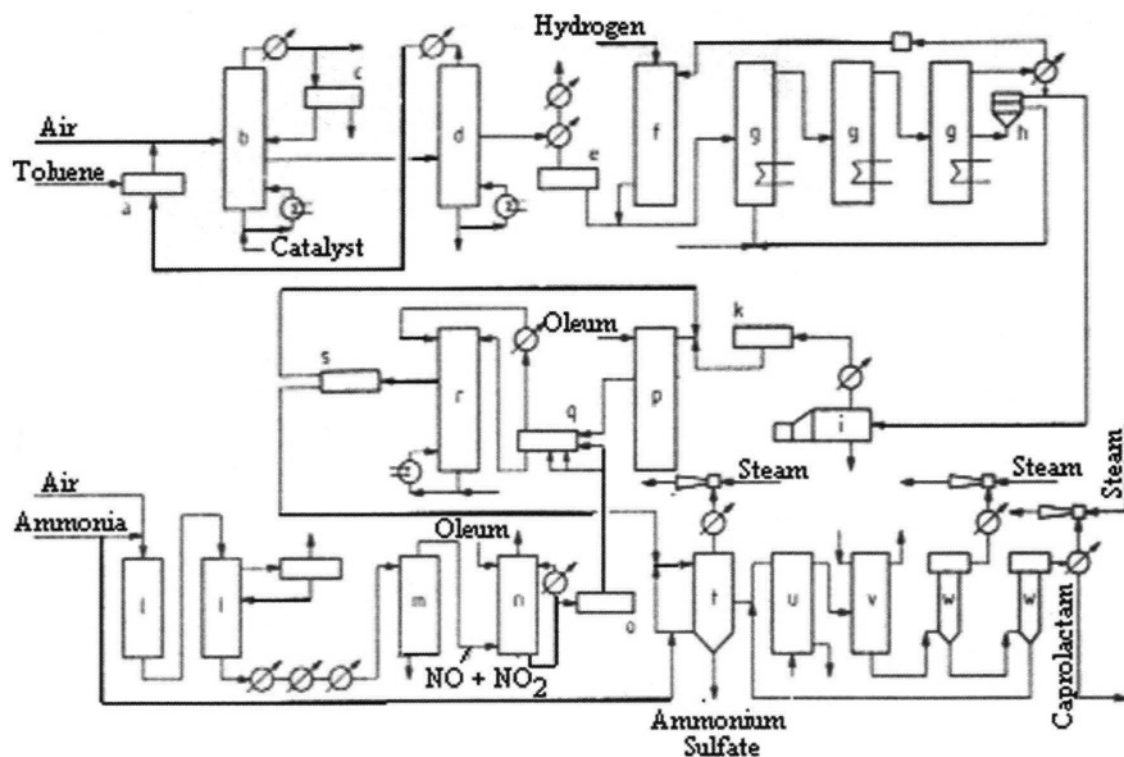 Hydrogen
c
Air
b
d
f
g
g
g
h
Toluene
e
a
Catalyst
k
Oleum
s
r
p
q
i
Steam
Steam
Steam
Air
Ammonia
Oleum
l
l
m
n
o
t
u
v
w
w
NO + NO2
Caprolactam
Ammonium
Sulfate